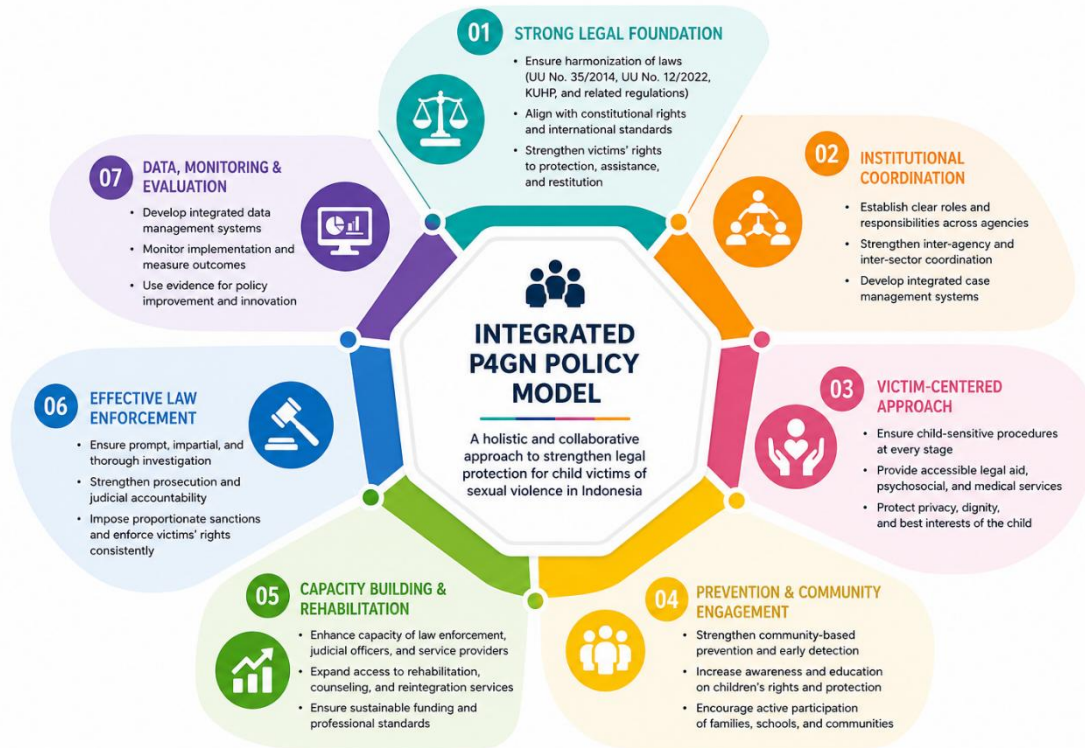 01 STRONG LEGAL FOUNDATION
• Ensure harmonization of laws
(UU No. 35/2014, UU No. 12/2022,
KUHP, and related regulations)
• Align with constitutional rights
and international standards
• Strengthen victims' rights
to protection, assistance,
and restitution
02 INSTITUTIONAL
COORDINATION
• Establish clear roles and
responsibilities across agencies
• Strengthen inter-agency and
inter-sector coordination
• Develop integrated case
management systems
03 VICTIM-CENTERED
APPROACH
• Ensure child-sensitive procedures
at every stage
• Provide accessible legal aid,
psychosocial, and medical services
• Protect privacy, dignity,
and best interests of the child
04 PREVENTION & COMMUNITY
ENGAGEMENT
• Strengthen community-based
prevention and early detection
• Increase awareness and education
on children's rights and protection
• Encourage active participation
of families, schools, and communities
05 CAPACITY BUILDING &
REHABILITATION
• Enhance capacity of law enforcement,
judicial officers, and service providers
• Expand access to rehabilitation,
counseling, and reintegration services
• Ensure sustainable funding and
professional standards
06 EFFECTIVE LAW
ENFORCEMENT
• Ensure prompt, impartial, and
thorough investigation
• Strengthen prosecution and
judicial accountability
• Impose proportionate sanctions
and enforce victims' rights
consistently
07 DATA, MONITORING &
EVALUATION
• Develop integrated data
management systems
• Monitor implementation and
measure outcomes
• Use evidence for policy
improvement and innovation
INTEGRATED
P4GN POLICY
MODEL
A holistic and collaborative
approach to strengthen legal
protection for child victims of
sexual violence in Indonesia